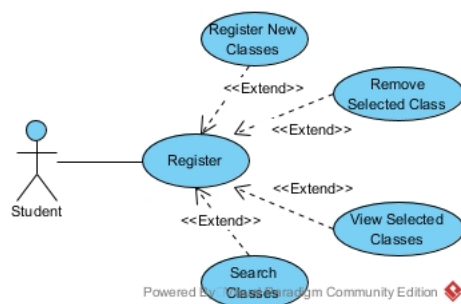 Register New
Classes
<<Extend>>
Remove
Selected Class
<<Extend>>
Register
Student
<<Extend>>
<<Extend>>
View Selected
Classes
Search
Classes
Powered By Visual Paradigm Community Edition